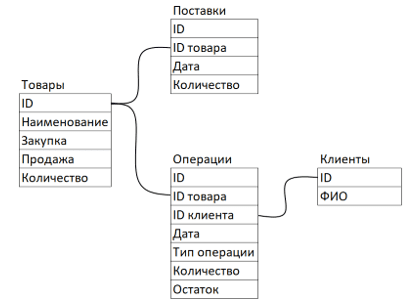 Поставки
ID
ID товара
Дата
Количество
Товары
ID
Наименование
Закупка
Продажа
Количество
Операции
ID
ID товара
ID клиента
Дата
Тип операции
Количество
Остаток
Клиенты
ID
ФИО